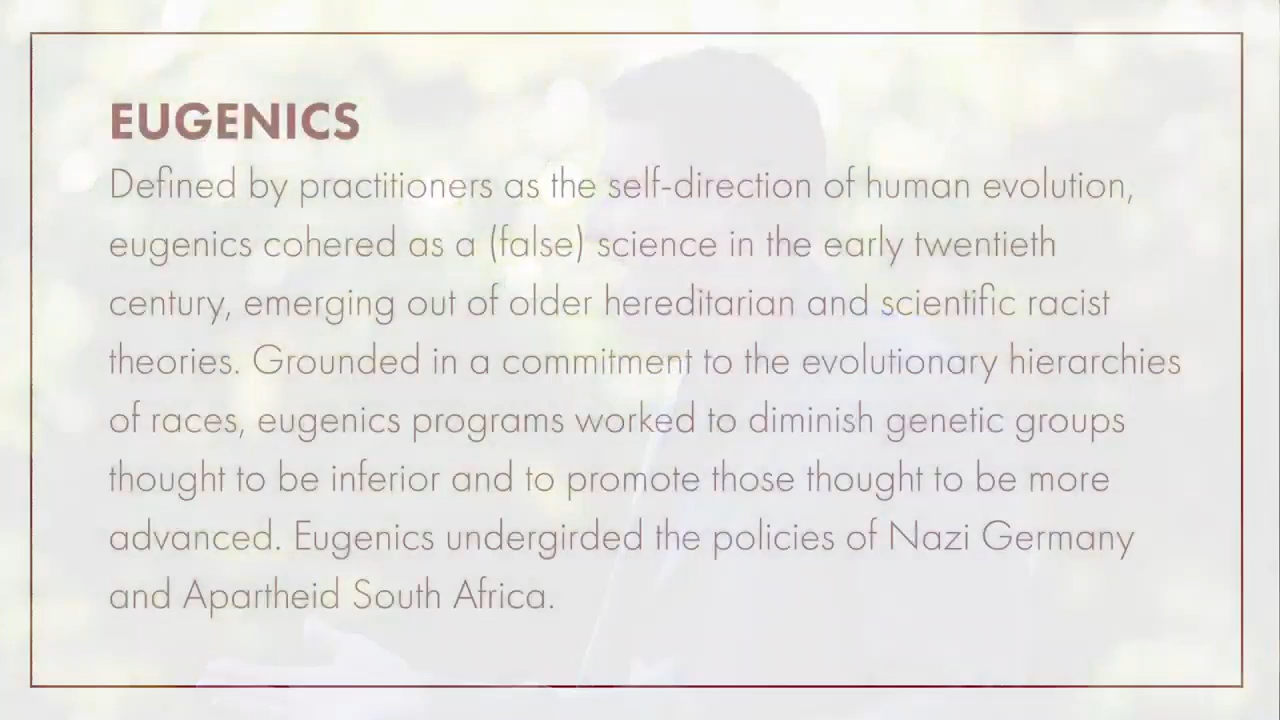 EUGENICS
Defined by practitioners as the self-direction of human evolution,
eugenics cohered as a (false) science in the early twentieth
century, emerging out of older hereditarian and scientific racist
theories. Grounded in a commitment to the evolutionary hierarchies
of races, eugenics programs worked to diminish genetic groups
thought to be inferior and to promote those thought to be more
advanced. Eugenics undergirded the policies of Nazi Germany
and Apartheid South Africa.